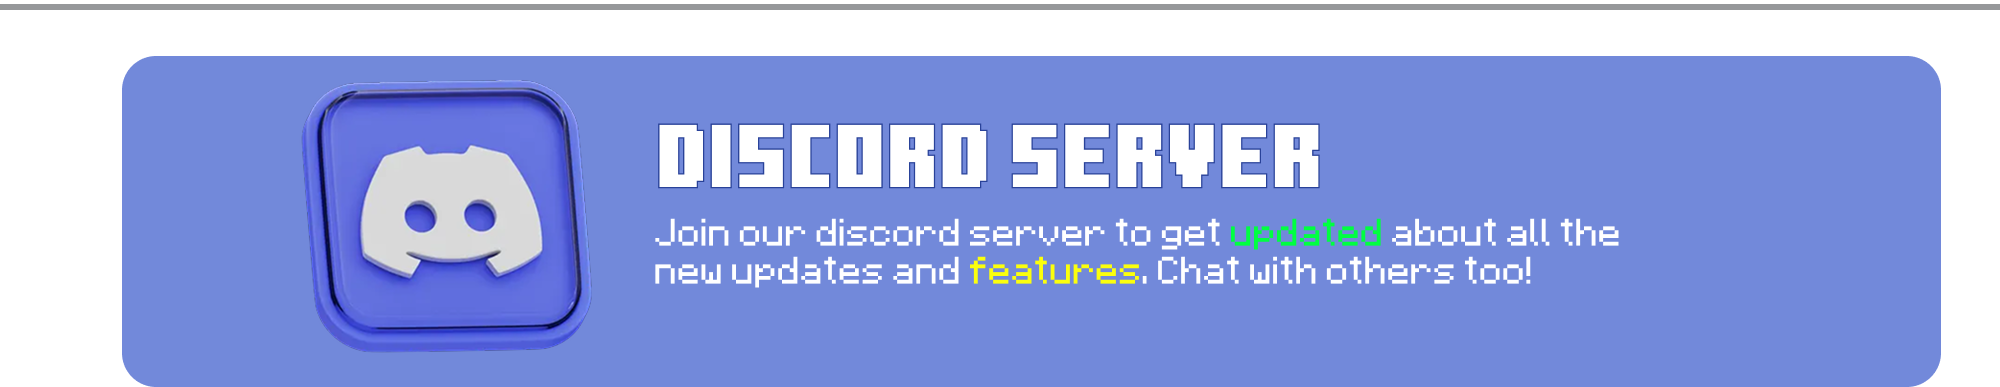 DISCORD SERVER
Join our discord server to get updated about all the
new updates and features. Chat with others too!